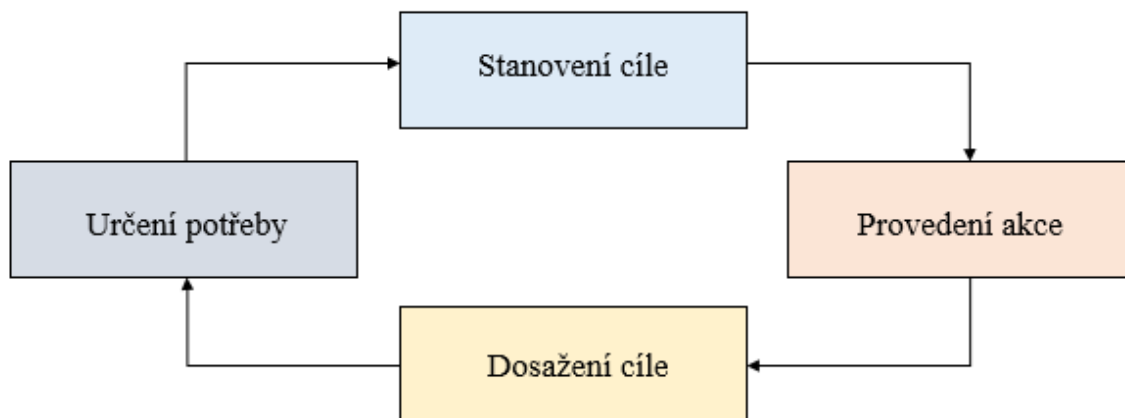 Stanovení cíle
Určení potřeby
Provedení akce
Dosažení cíle